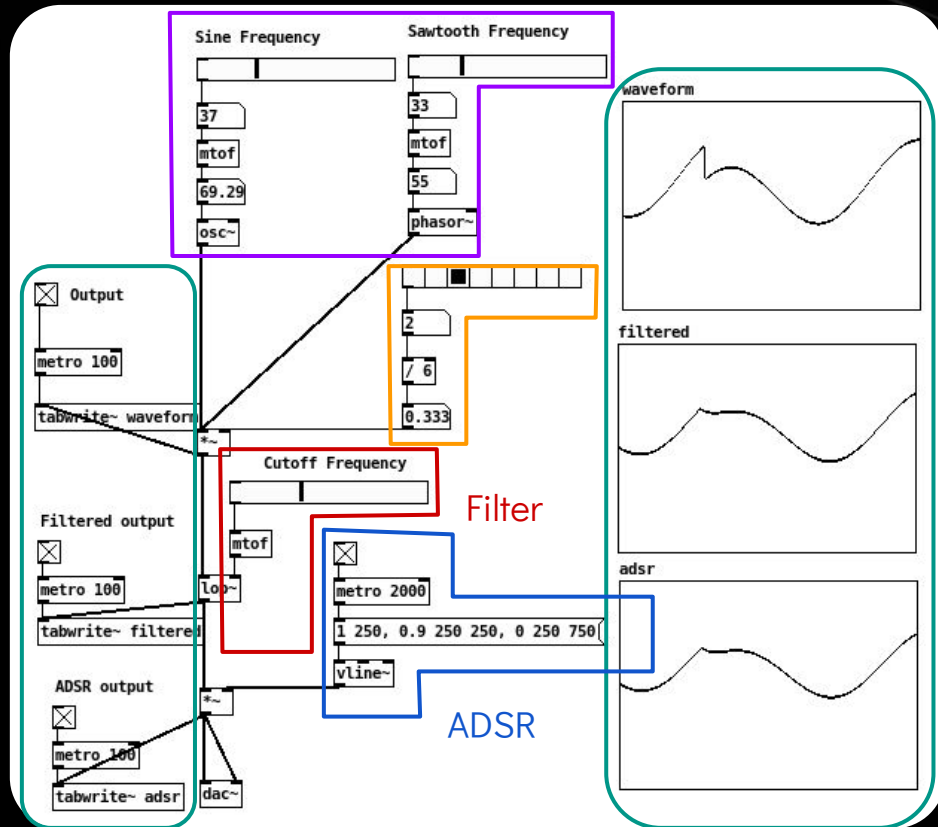 Sine Frequency
Sawtooth Frequency
37
mtof
69.29
osc~
33
mtof
55
phasor~
2
/ 6
0.333
Output
metro 100
tabwrite~ waveform
*~
Cutoff Frequency
mtof
lop~
Filter
Filtered output
metro 100
tabwrite~ filtered
metro 2000
1 250, 0.9 250 250, 0 250 750
vline~
ADSR
ADSR output
metro 100
tabwrite~ adsr
*~
dac~
waveform
filtered
adsr